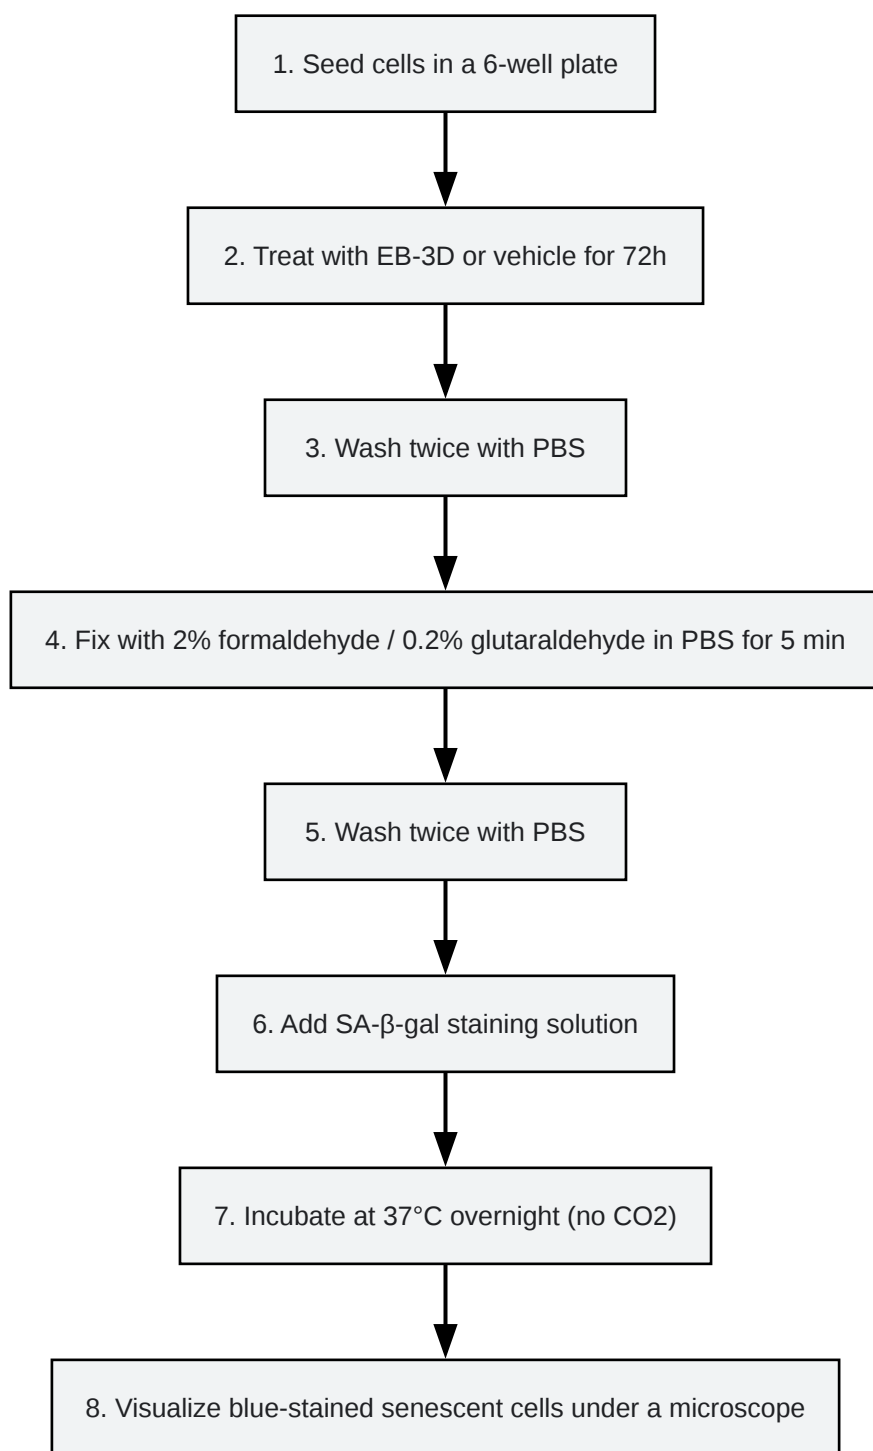 1. Seed cells in a 6-well plate
2. Treat with EB-3D or vehicle for 72h
3. Wash twice with PBS
4. Fix with 2% formaldehyde / 0.2% glutaraldehyde in PBS for 5 min
5. Wash twice with PBS
6. Add SA-β-gal staining solution
7. Incubate at 37°C overnight (no CO2)
8. Visualize blue-stained senescent cells under a microscope